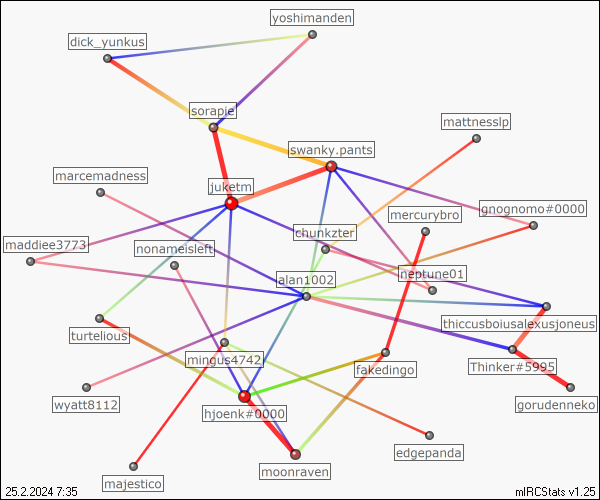 yoshimanden
dick_yunkus
sorapie
mattnesslp
swanky.pants
marcemadness
juketm
mercurybro
gnognomo#0000
chunkzter
maddiee3773
nonameisleft
neptune01
alan1002
thiccusboiusalexusjoneus
turtelious
mingus4742
fakedingo
Thinker#5995
wyatt8112
gorudenneko
hjoenk#0000
edgepanda
moonraven
majestico
25.2.2024 7:35
mIRCStats v1.25